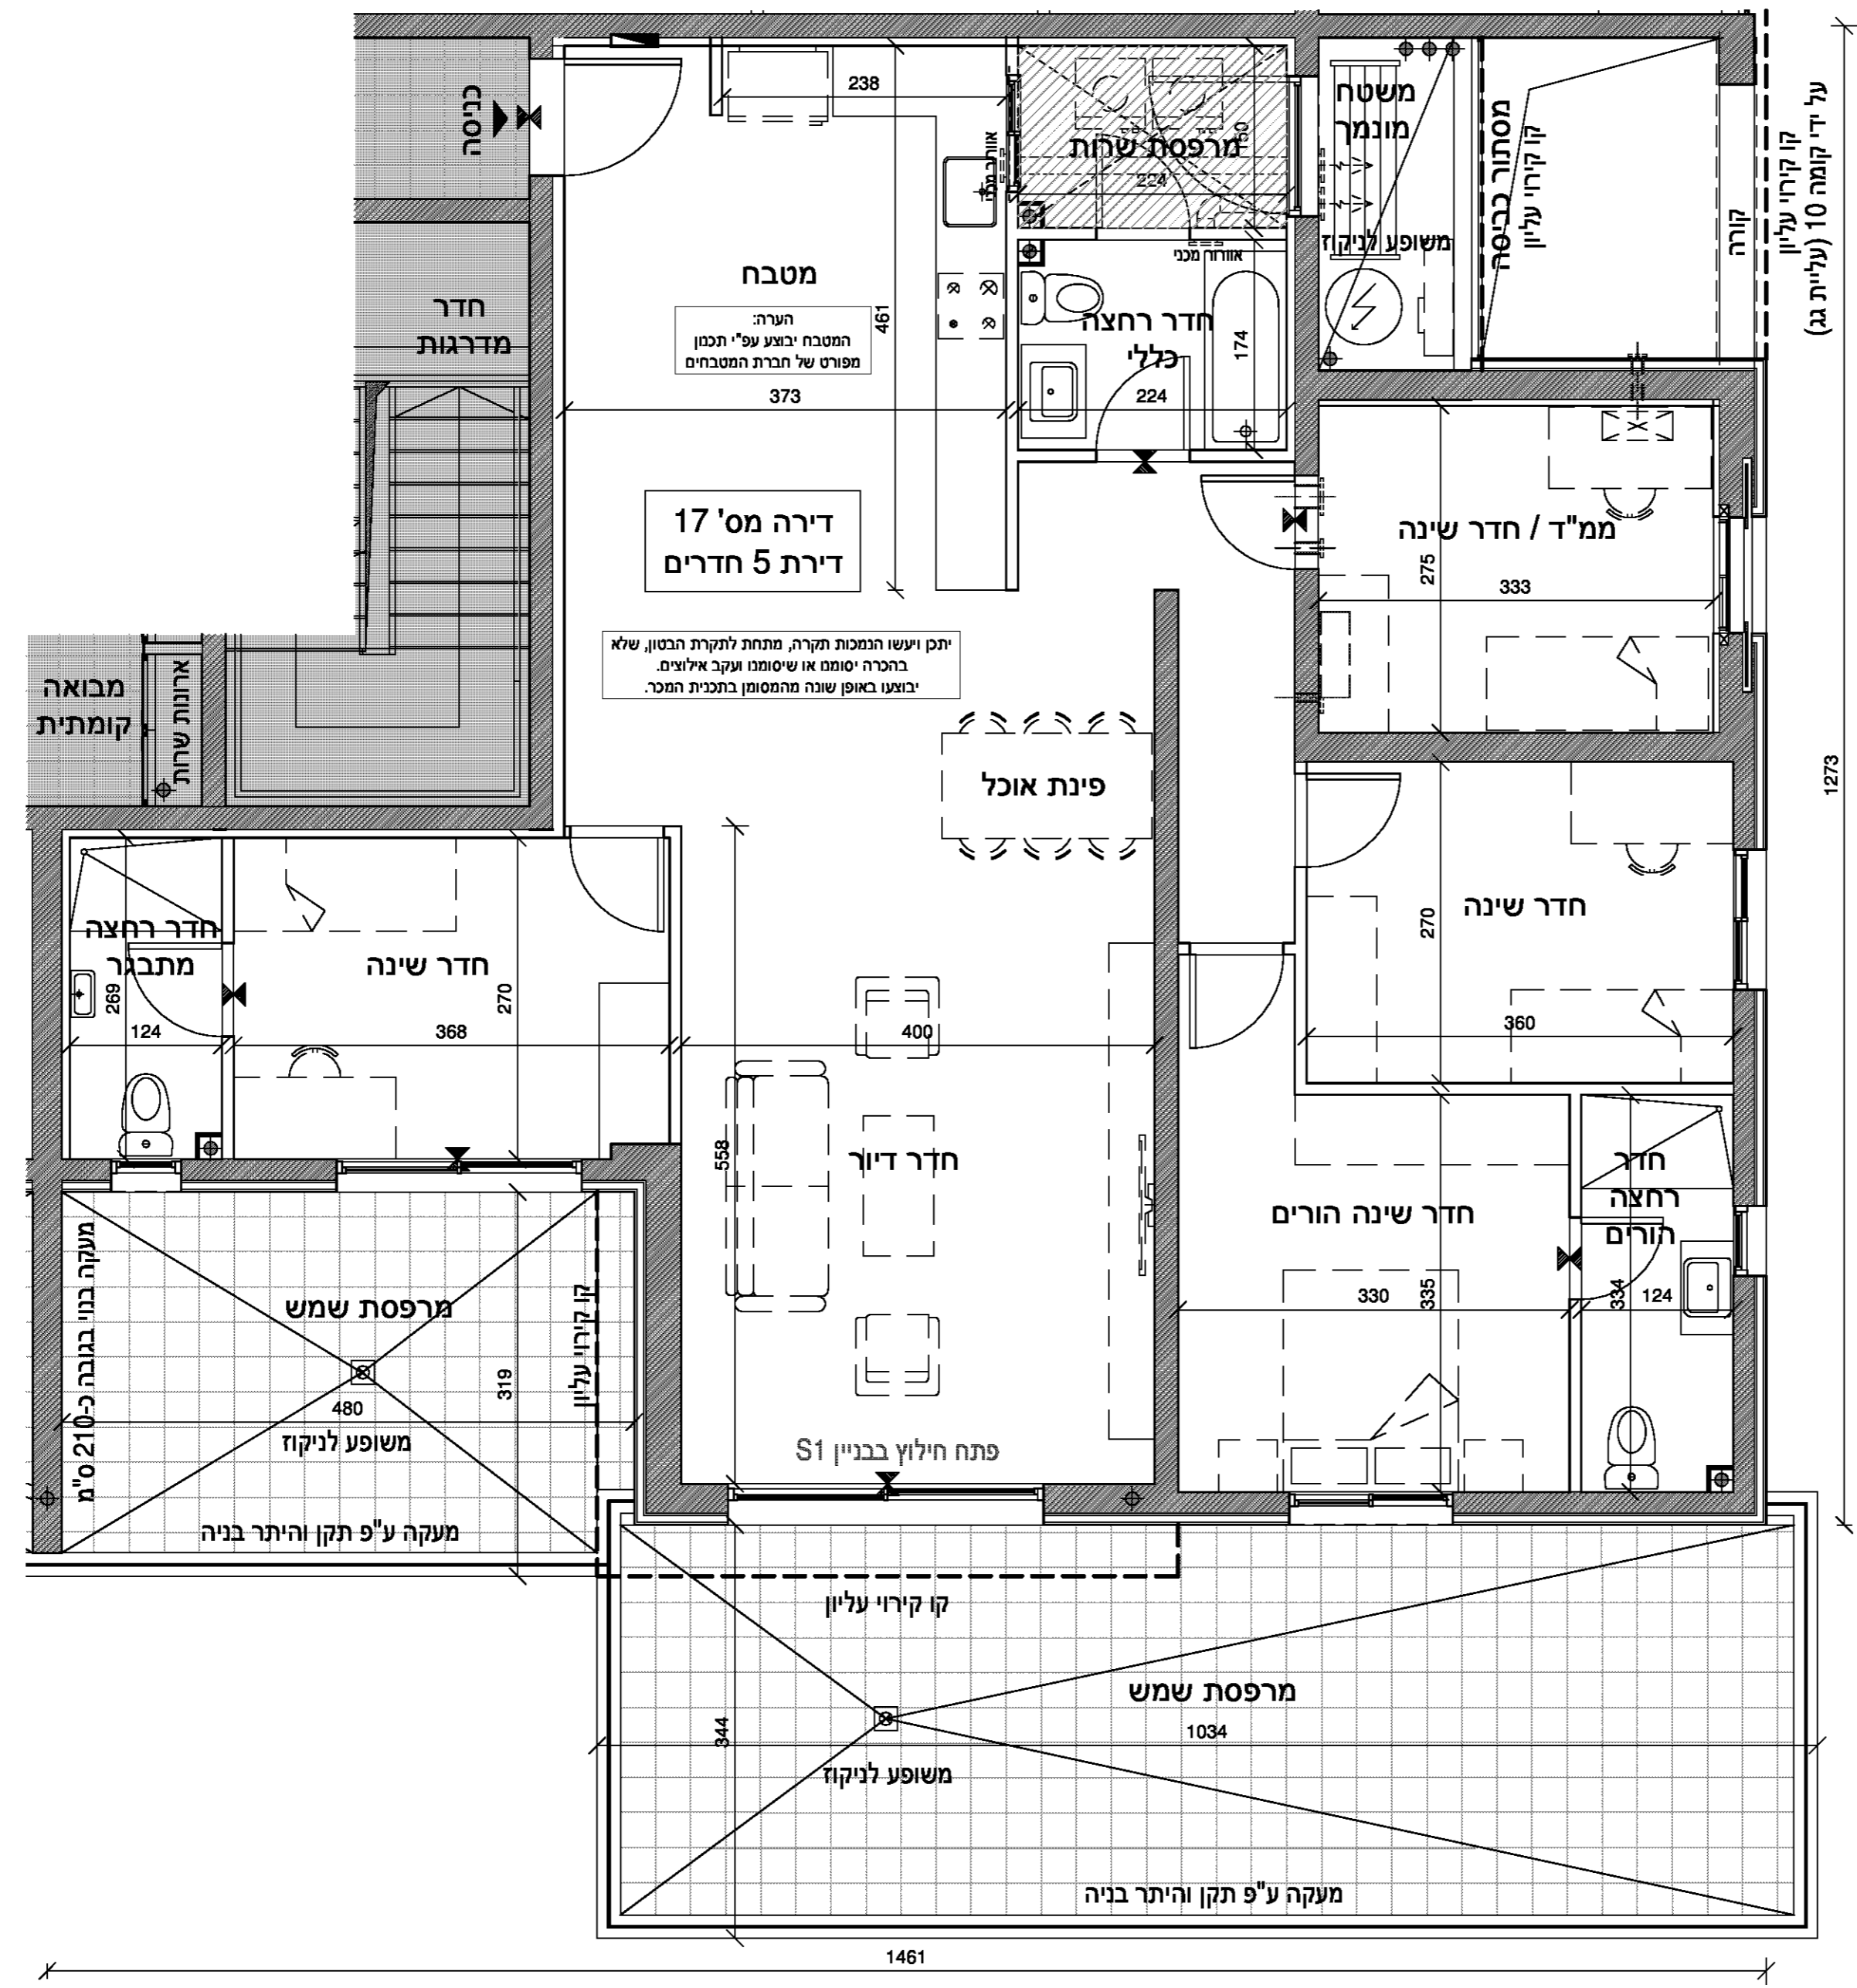 כניסה
238
אוורור מכני
מרפסת שרות
150
224
משטח
מונמך
משופע לניקוז
מסתור כביסה
קו קירוי עליון
קורה
קו קירוי עליון
על ידי קומה 10 (עליית גג)
חדר
מדרגות
מטבח
הערה:
המטבח יבוצע עפ"י תכנון
מפורט של חברת המטבחים
461
373
אוורור מכני
חדר רחצה
כללי
174
224
דירה מס' 17
דירת 5 חדרים
ממ"ד / חדר שינה
275
333
יתכן ויעשו הנמכות תקרה, מתחת לתקרת הבטון, שלא
בהכרח יסומנו או שיסומנו ועקב אילוצים.
יבוצעו באופן שונה מהמסומן בתכנית המכר.
מבואה
קומתית
ארונות שרות
פינת אוכל
1273
חדר רחצה
מתבגר
269
124
חדר שינה
270
368
400
חדר שינה
270
360
558
חדר דיור
חדר שינה הורים
330
335
חדר
רחצה
הורים
334
124
מעקה בנוי בגובה כ-210 ס"מ
מרפסת שמש
480
319
משופע לניקוז
קו קירוי עליון
מעקה ע"פ תקן והיתר בניה
פתח חילוץ בבניין S1
קו קירוי עליון
מרפסת שמש
1034
344
משופע לניקוז
מעקה ע"פ תקן והיתר בניה
1461